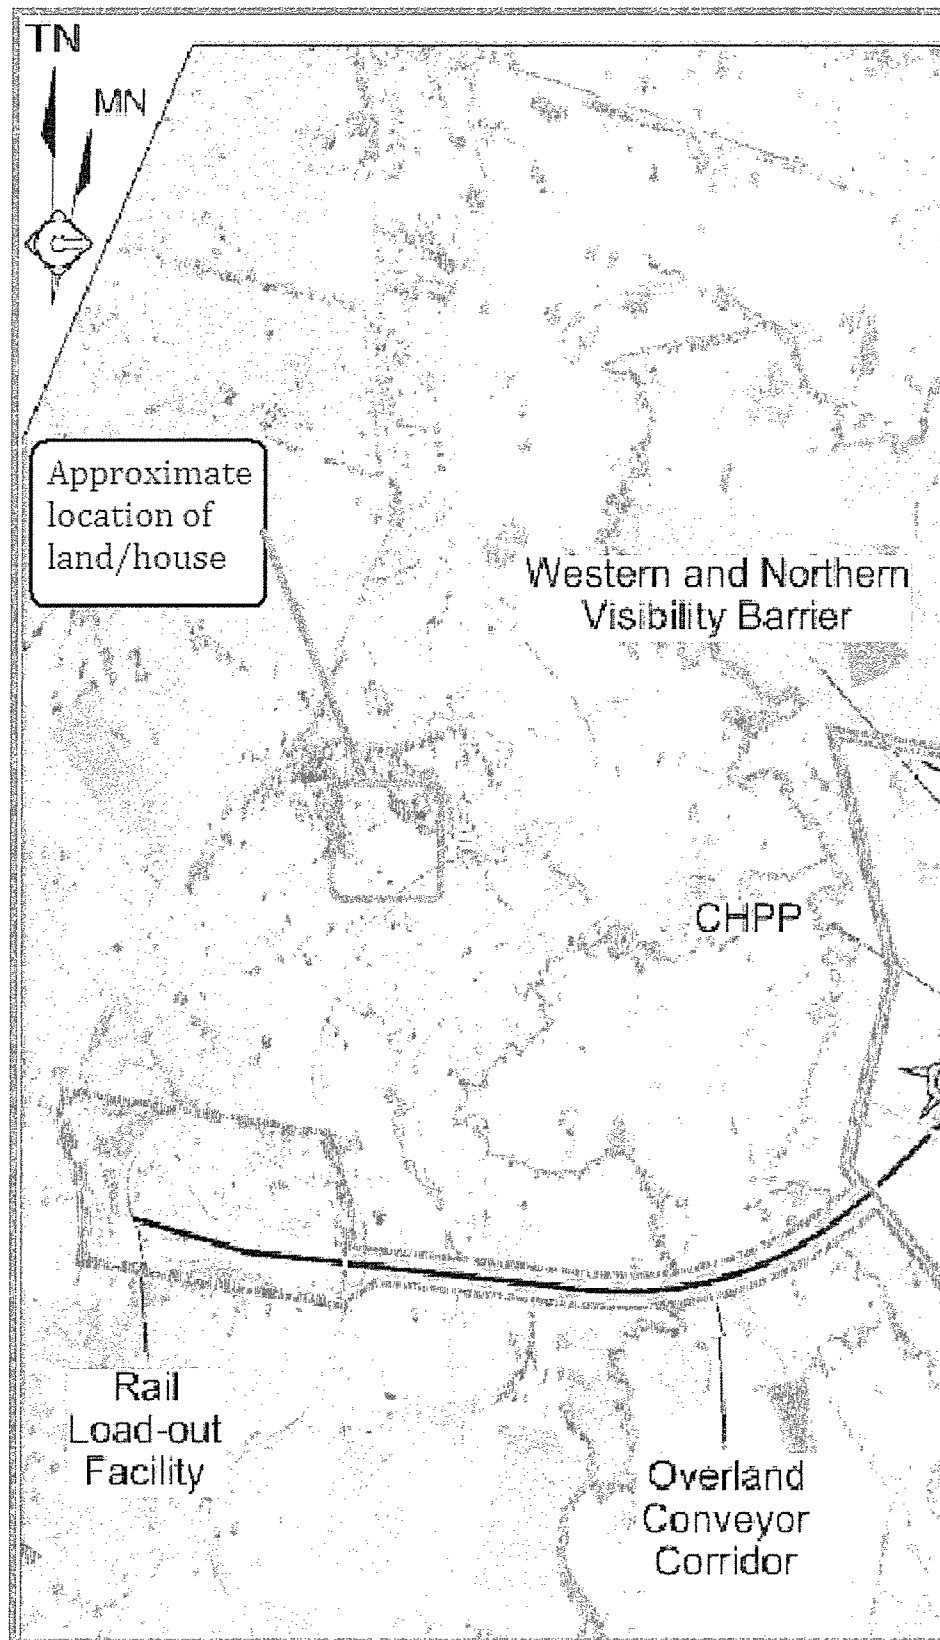 TN
MN
Approximate
location of
land/house
Western and Northern
Visibility Barrier
CHPP
Rail
Load-out
Facility
Overland
Conveyor
Corridor